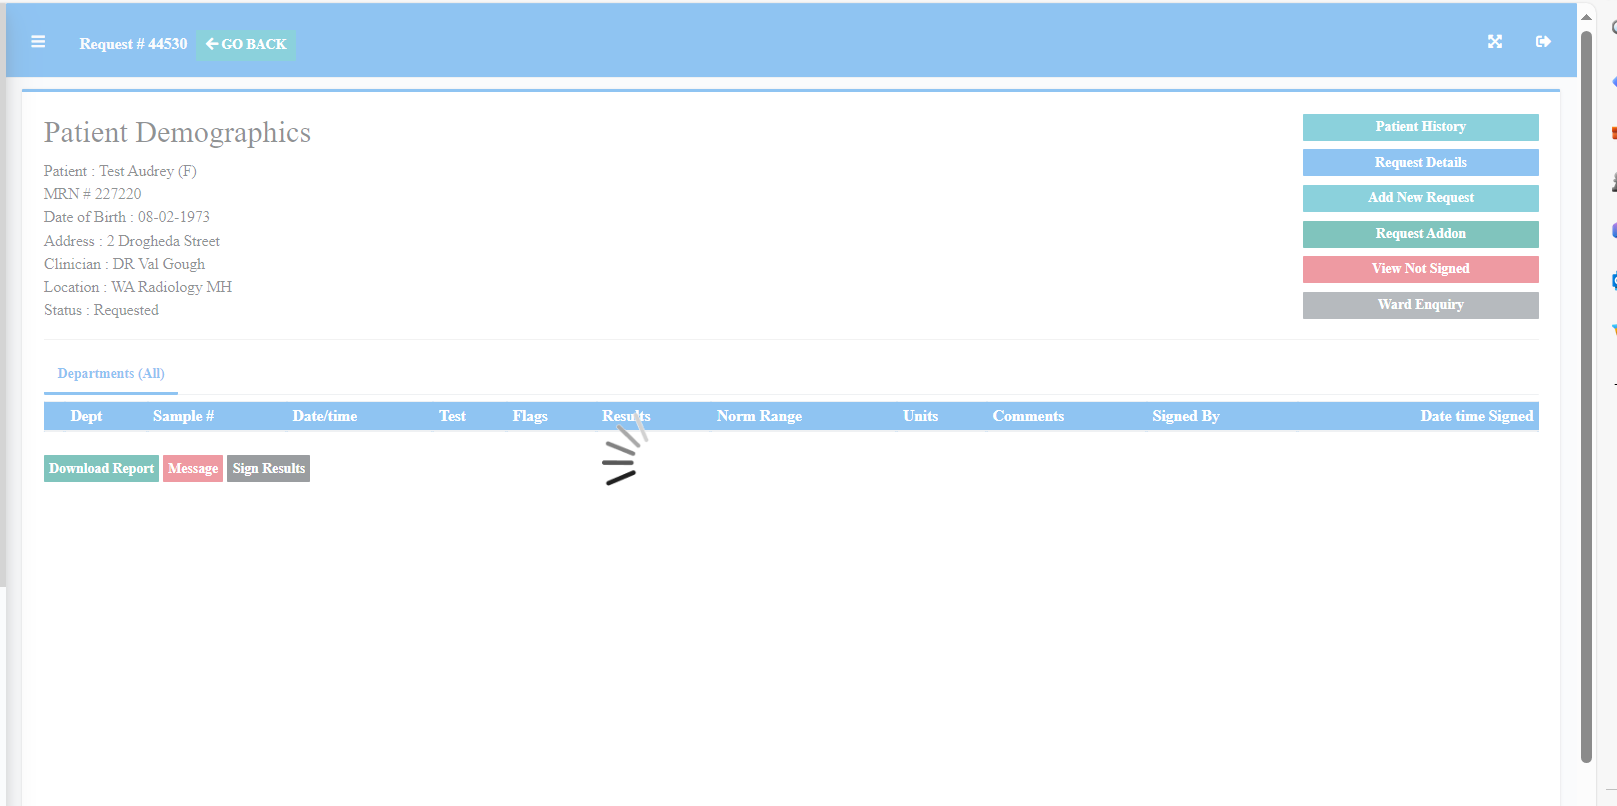 Request # 44530 GO BACK
Patient Demographics
Patient : Test Audrey (F)
MRN # 227220
Date of Birth : 08-02-1973
Address : 2 Drogheda Street
Clinician : DR Val Gough
Location : WA Radiology MH
Status : Requested
Patient History
Request Details
Add New Request
Request Addon
View Not Signed
Ward Enquiry
Departments (All)
Dept Sample # Date/time Test Flags Results Norm Range Units Comments Signed By Date time Signed
Download Report Message Sign Results